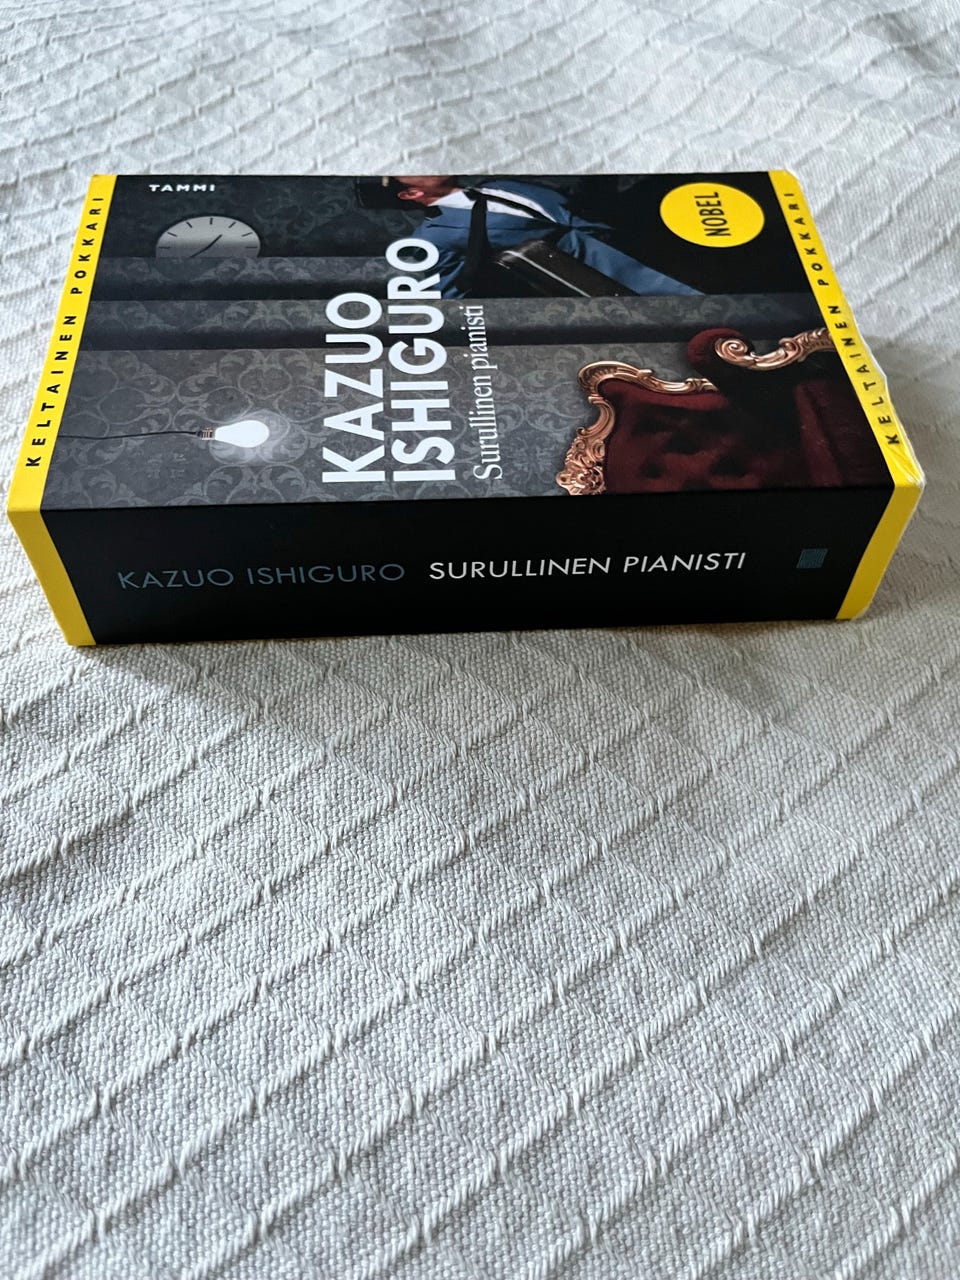 TAMMI
NOBEL
KELTAINEN POKKARI
KELTAINEN POKKARI
KAZUO
ISHIGURO
Surullinen pianisti
KAZUO ISHIGURO SURULLINEN PIANISTI